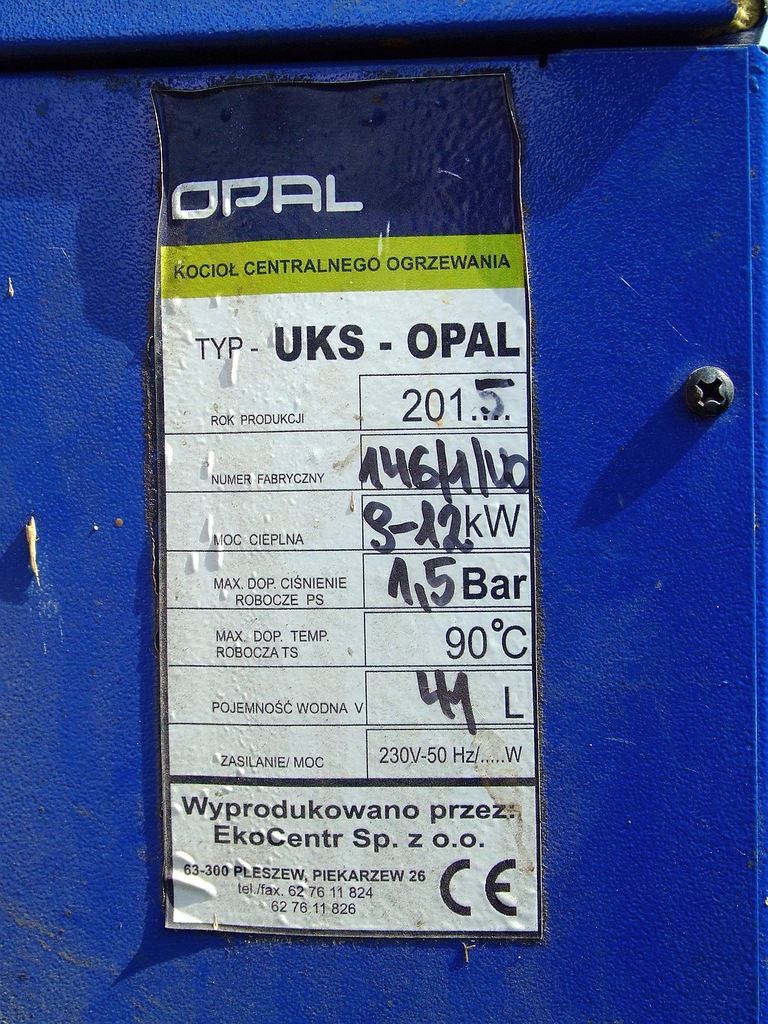 OPAL
KOCIOŁ CENTRALNEGO OGRZEWANIA
TYP - UKS - OPAL
ROK PRODUKCJI 201.5...
NUMER FABRYCZNY 146/1/40
MOC CIEPLNA 9-12kW
MAX. DOP. CIŚNIENIE
ROBOCZE PS 1,5 Bar
MAX. DOP. TEMP.
ROBOCZA TS 90°C
POJEMNOŚĆ WODNA V 41 L
ZASILANIE/ MOC 230V-50 Hz/.....W
Wyprodukowano przez:
EkoCentr Sp. z o.o.
63-300 PLESZEW, PIEKARZEW 26
tel./fax. 62 76 11 824
62 76 11 826
CE